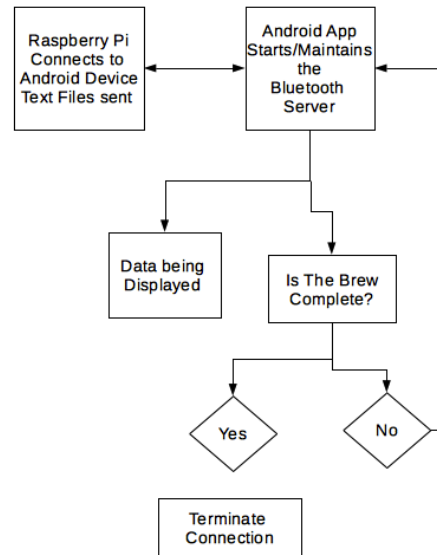 Raspberry Pi
Connects to
Android Device
Text Files sent
Android App
Starts/Maintains
the
Bluetooth
Server
Data being
Displayed
Is The Brew
Complete?
Yes
No
Terminate
Connection